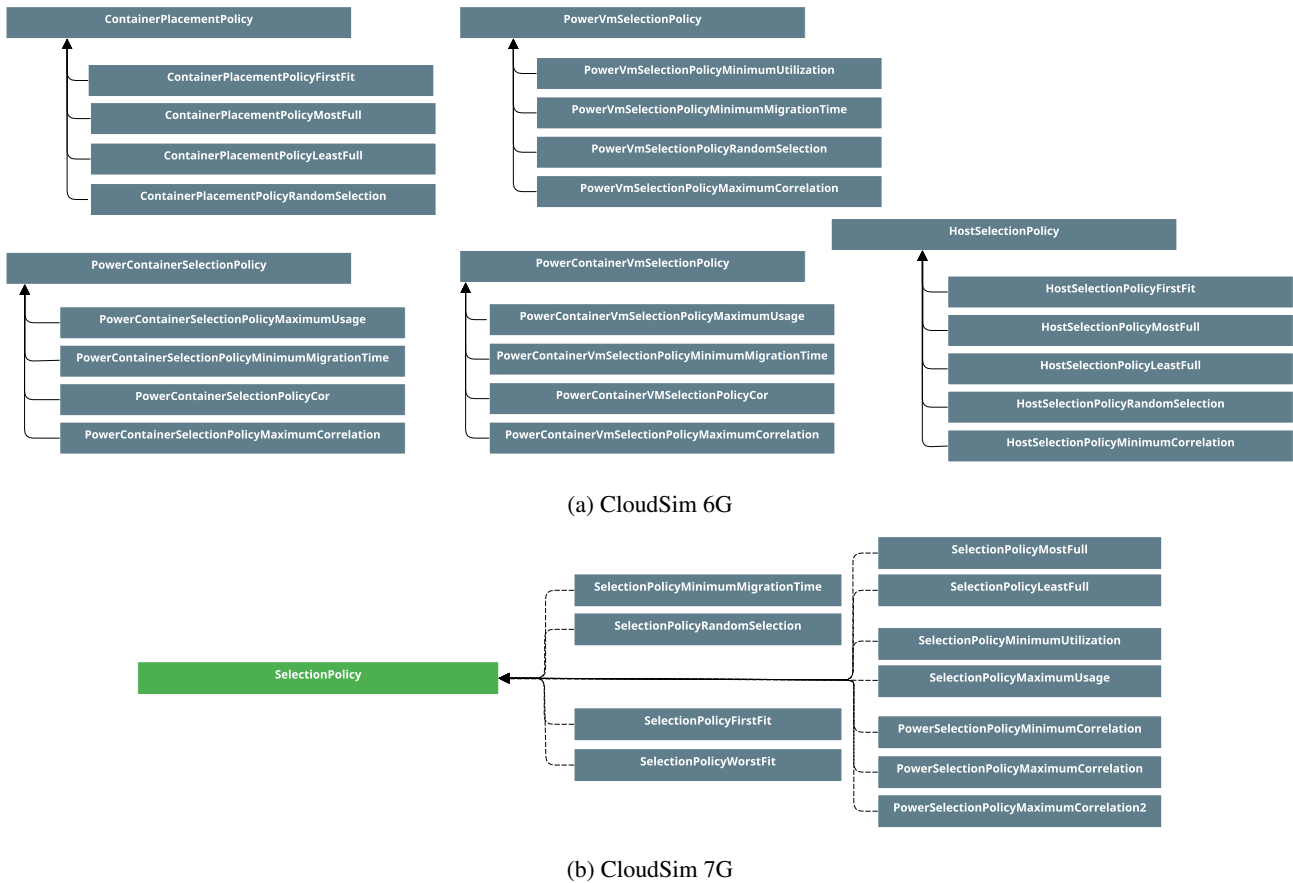 ContainerPlacementPolicy
ContainerPlacementPolicyFirstFit
ContainerPlacementPolicyMostFull
ContainerPlacementPolicyLeastFull
ContainerPlacementPolicyRandomSelection
PowerVmSelectionPolicy
PowerVmSelectionPolicyMinimumUtilization
PowerVmSelectionPolicyMinimumMigrationTime
PowerVmSelectionPolicyRandomSelection
PowerVmSelectionPolicyMaximumCorrelation
PowerContainerSelectionPolicy
PowerContainerSelectionPolicyMaximumUsage
PowerContainerSelectionPolicyMinimumMigrationTime
PowerContainerSelectionPolicyCor
PowerContainerSelectionPolicyMaximumCorrelation
PowerContainerVmSelectionPolicy
PowerContainerVmSelectionPolicyMaximumUsage
PowerContainerVmSelectionPolicyMinimumMigrationTime
PowerContainerVMSelectionPolicyCor
PowerContainerVmSelectionPolicyMaximumCorrelation
HostSelectionPolicy
HostSelectionPolicyFirstFit
HostSelectionPolicyMostFull
HostSelectionPolicyLeastFull
HostSelectionPolicyRandomSelection
HostSelectionPolicyMinimumCorrelation
(a) CloudSim 6G
SelectionPolicy
SelectionPolicyMinimumMigrationTime
SelectionPolicyRandomSelection
SelectionPolicyFirstFit
SelectionPolicyWorstFit
SelectionPolicyMostFull
SelectionPolicyLeastFull
SelectionPolicyMinimumUtilization
SelectionPolicyMaximumUsage
PowerSelectionPolicyMinimumCorrelation
PowerSelectionPolicyMaximumCorrelation
PowerSelectionPolicyMaximumCorrelation2
(b) CloudSim 7G